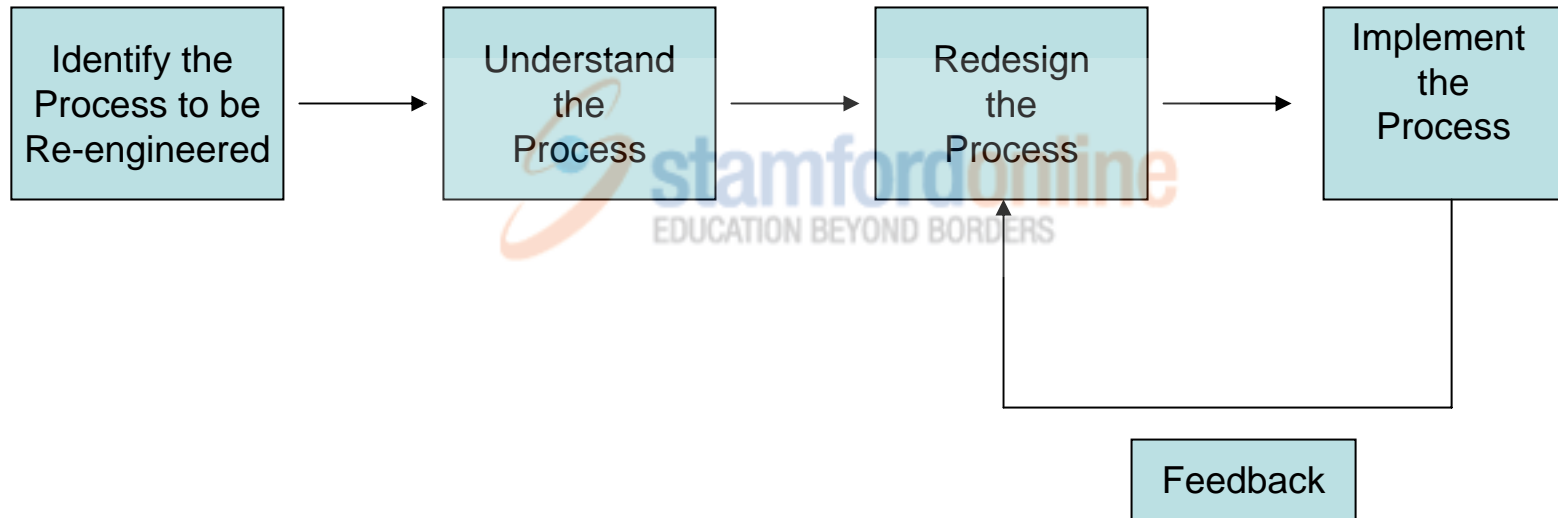 Identify the
Process to be
Re-engineered
Understand
the
Process
Redesign
the
Process
Implement
the
Process
stamfordonline
EDUCATION BEYOND BORDERS
Feedback